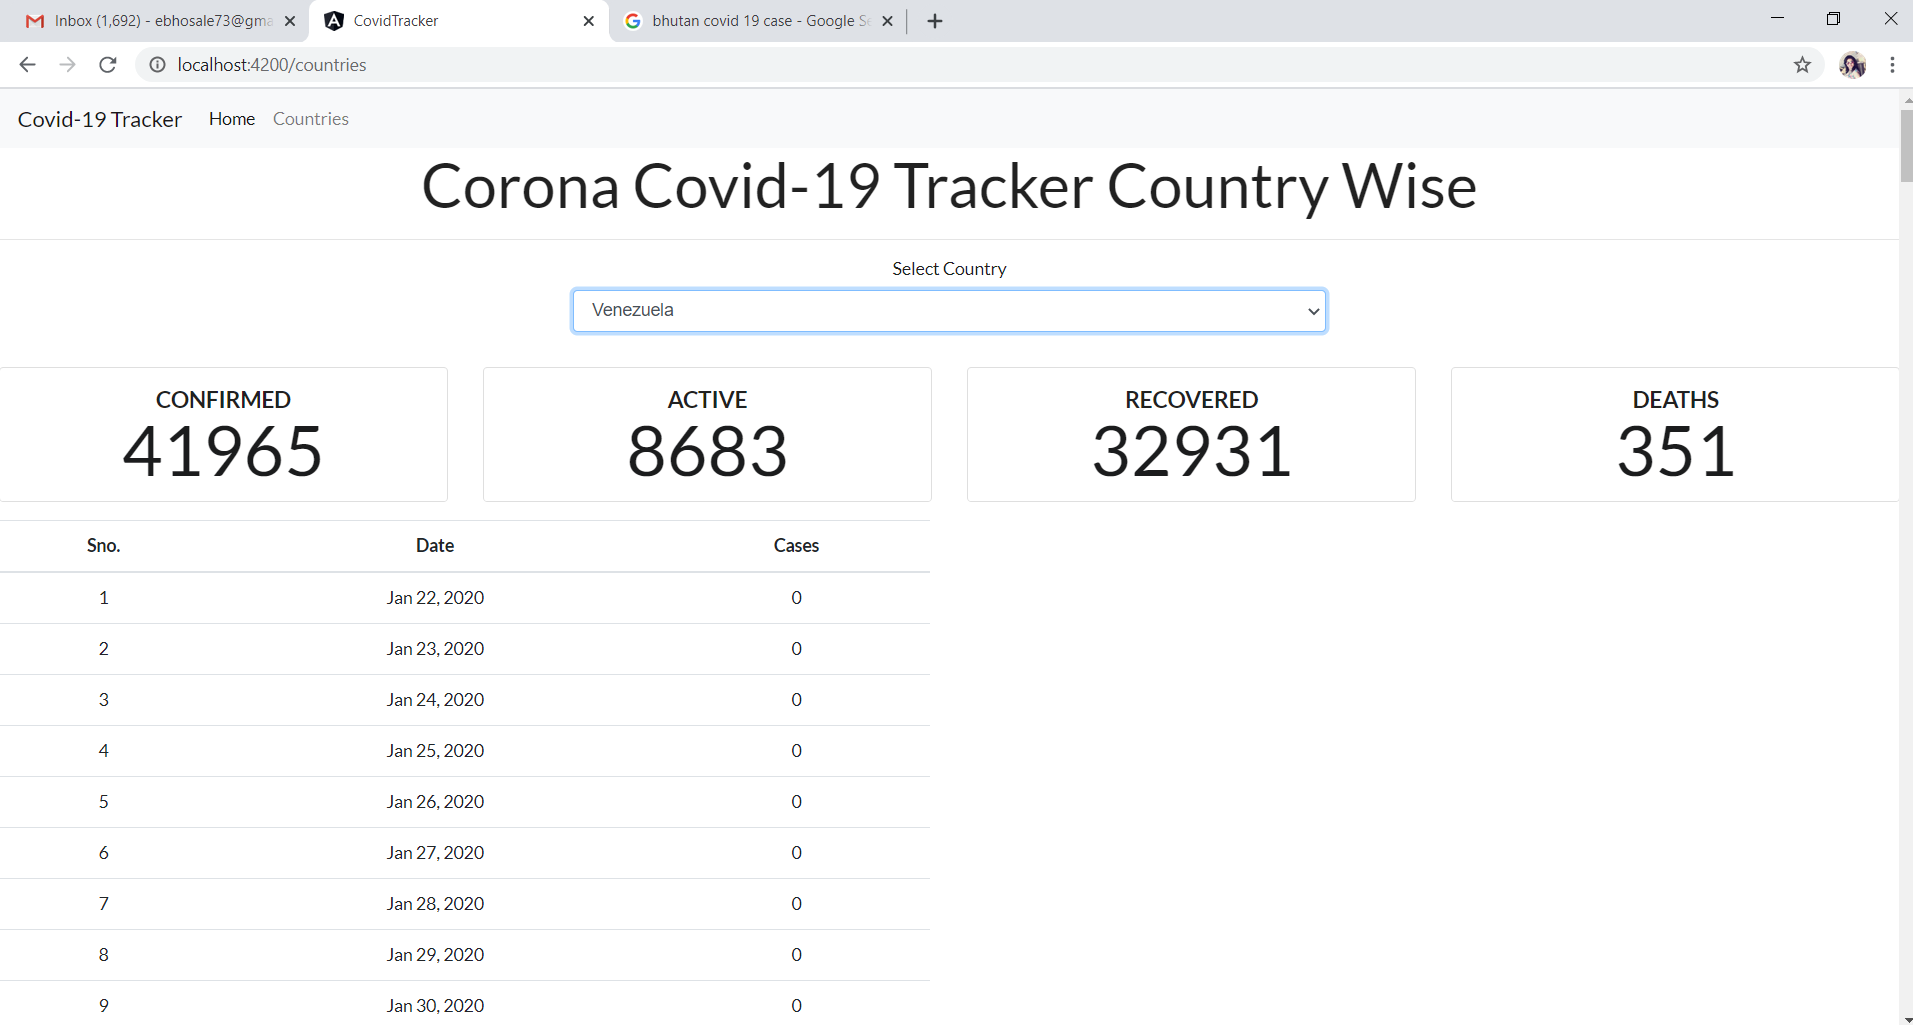 Inbox (1,692) - ebhosale73@gma
CovidTracker
bhutan covid 19 case - Google Se
localhost:4200/countries
Covid-19 Tracker Home Countries
Corona Covid-19 Tracker Country Wise
Select Country
Venezuela
CONFIRMED ACTIVE RECOVERED DEATHS
41965 8683 32931 351
Sno. Date Cases
1 Jan 22, 2020 0
2 Jan 23, 2020 0
3 Jan 24, 2020 0
4 Jan 25, 2020 0
5 Jan 26, 2020 0
6 Jan 27, 2020 0
7 Jan 28, 2020 0
8 Jan 29, 2020 0
9 Jan 30, 2020 0